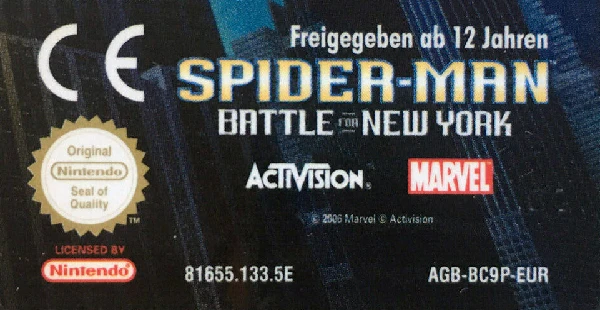 CE
Freigegeben ab 12 Jahren
SPIDER-MAN™
BATTLE FOR NEW YORK
Original
Nintendo
Seal of
Quality
TM
ACTIVISION®
MARVEL
© 2006 Marvel © Activision
LICENSED BY
Nintendo®
81655.133.5E
AGB-BC9P-EUR